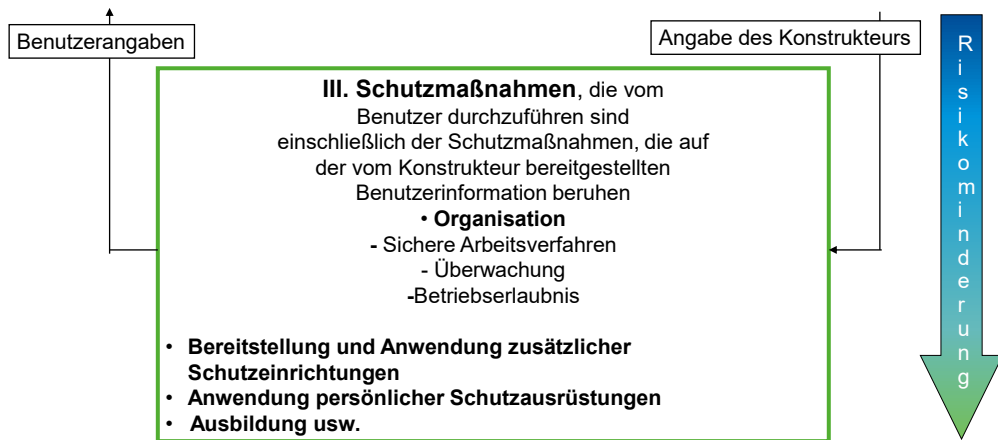 Benutzerangaben
Angabe des Konstrukteurs
III. Schutzmaßnahmen, die vom
Benutzer durchzuführen sind
einschließlich der Schutzmaßnahmen, die auf
der vom Konstrukteur bereitgestellten
Benutzerinformation beruhen
• Organisation
- Sichere Arbeitsverfahren
- Überwachung
-Betriebserlaubnis
• Bereitstellung und Anwendung zusätzlicher
Schutzeinrichtungen
• Anwendung persönlicher Schutzausrüstungen
• Ausbildung usw.
Risikominderung